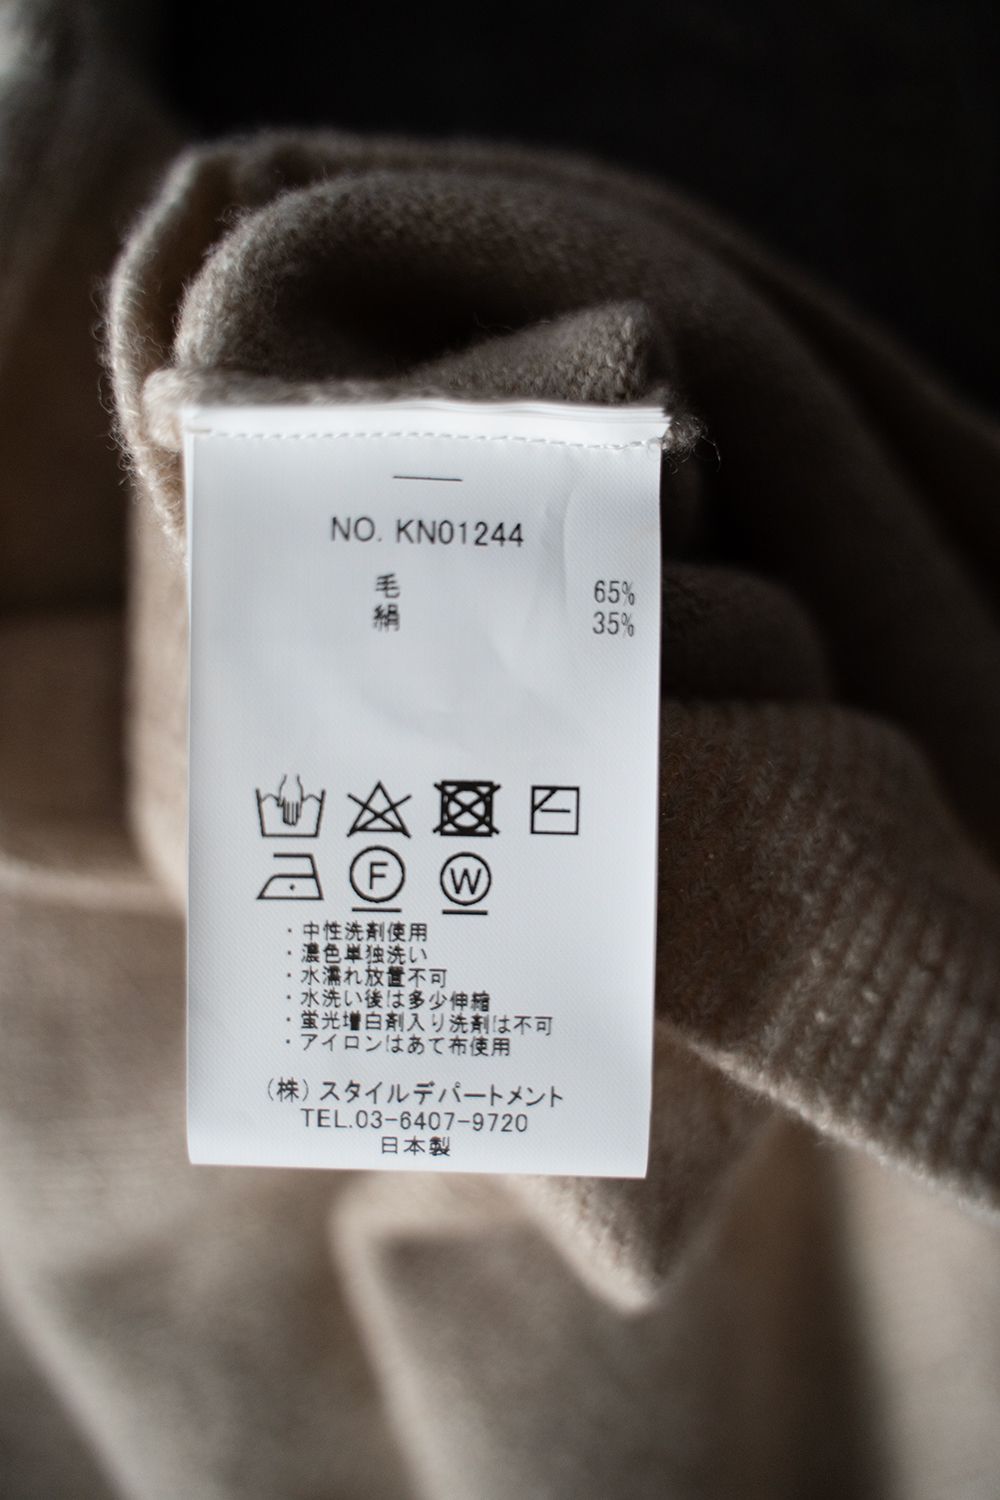 NO. KN01244
毛 65%
絹 35%
F W
・中性洗剤使用
・濃色単独洗い
・水濡れ放置不可
・水洗い後は多少伸縮
・蛍光増白剤入り洗剤は不可
・アイロンはあて布使用
(株)スタイルデパートメント
TEL.03-6407-9720
日本製